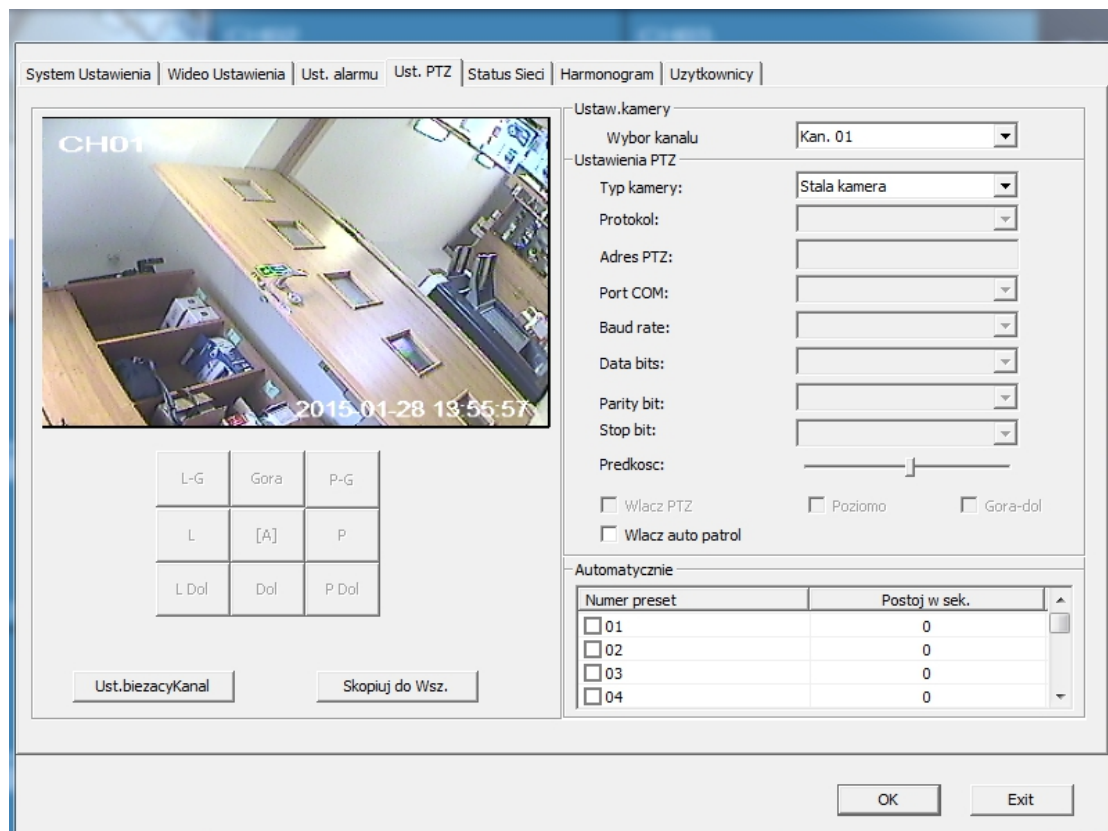 System Ustawienia
Wideo Ustawienia
Ust. alarmu
Ust. PTZ
Status Sieci
Harmonogram
Uzytkownicy
CH01
2015-01-28 13:55:57
L-G
Gora
P-G
L
[A]
P
L Dol
Dol
P Dol
Ust.biezacyKanal
Skopiuj do Wsz.
Ustaw.kamery
Wybor kanalu
Kan. 01
Ustawienia PTZ
Typ kamery:
Stala kamera
Protokol:
Adres PTZ:
Port COM:
Baud rate:
Data bits:
Parity bit:
Stop bit:
Predkosc:
Wlacz PTZ
Poziomo
Gora-dol
Wlacz auto patrol
Automatycznie
Numer preset
Postoj w sek.
01 0
02 0
03 0
04 0
OK
Exit